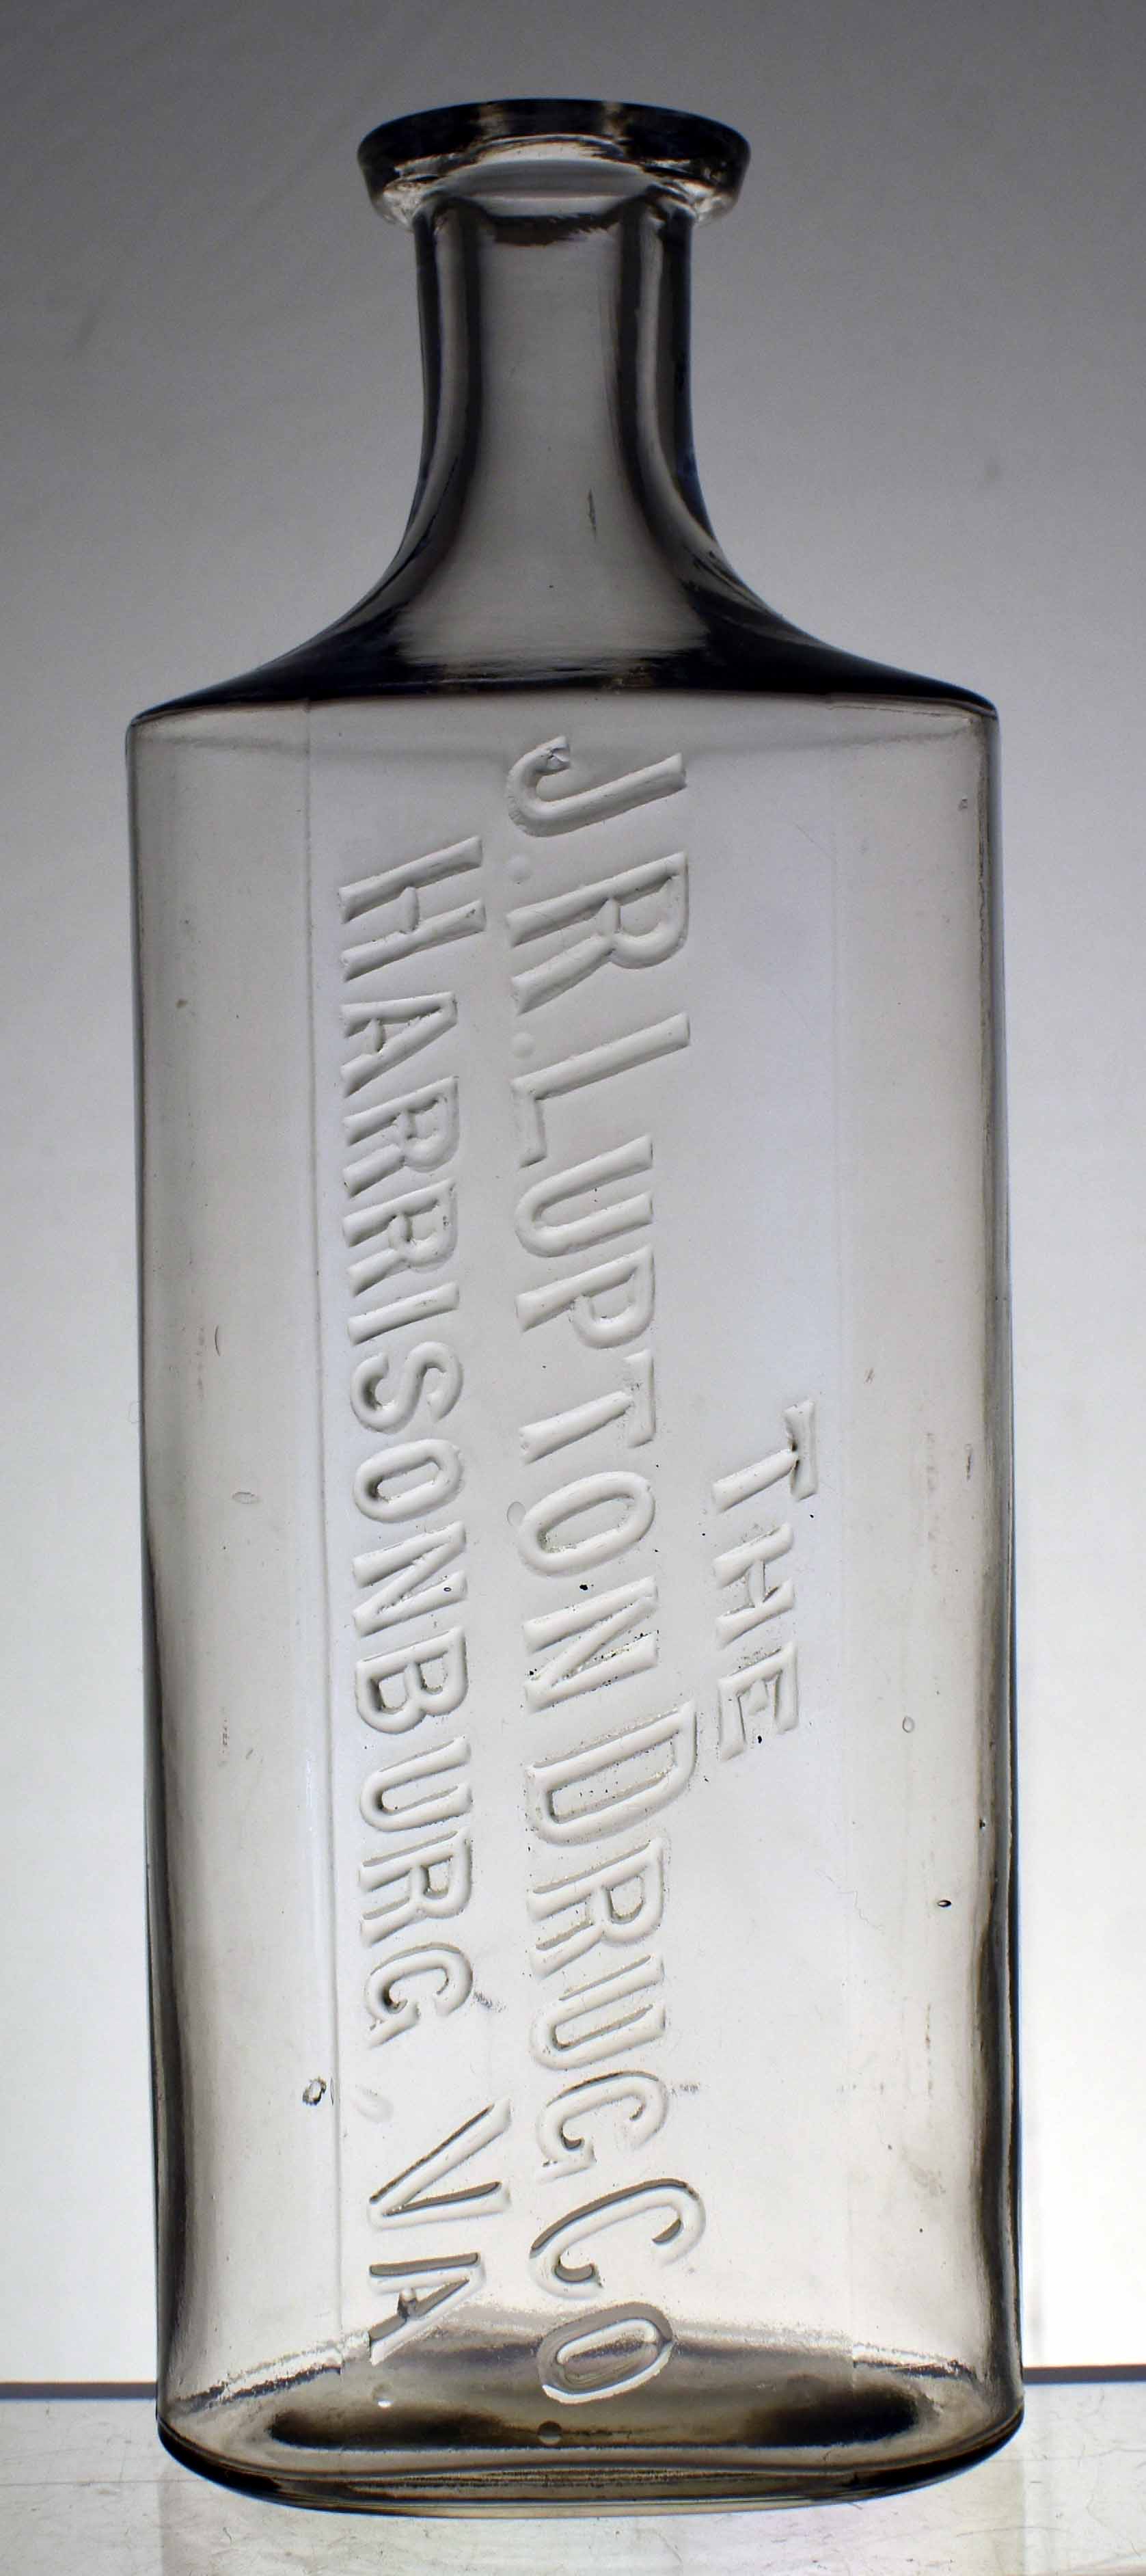 THE
J.R.LUPTON DRUG CO.
HARRISONBURG, VA.